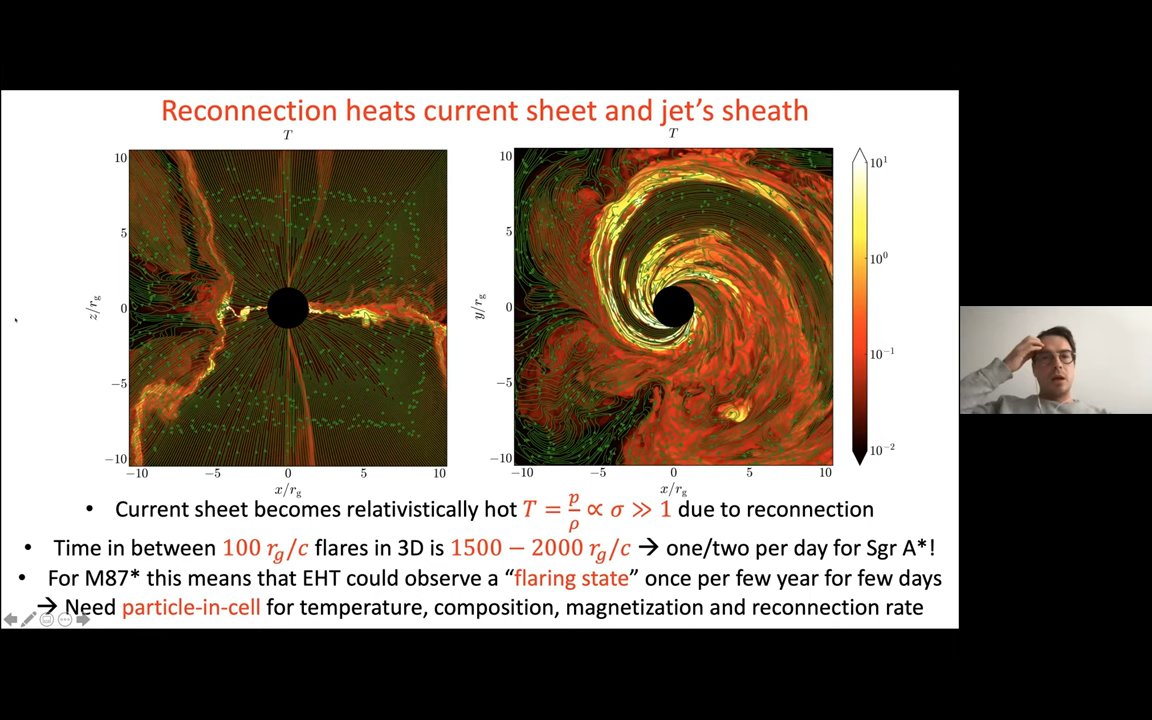 Reconnection heats current sheet and jet's sheath
T
T
10
5
0
−5
−10
z/r_g
−10 −5 0 5 10
x/r_g
10
5
0
−5
−10
y/r_g
−10 −5 0 5 10
x/r_g
10^1
10^0
10^−1
10^−2
• Current sheet becomes relativistically hot T = p/ρ ∝ σ ≫ 1 due to reconnection
• Time in between 100 r_g/c flares in 3D is 1500 − 2000 r_g/c → one/two per day for Sgr A*!
• For M87* this means that EHT could observe a “flaring state” once per few year for few days
→ Need particle-in-cell for temperature, composition, magnetization and reconnection rate